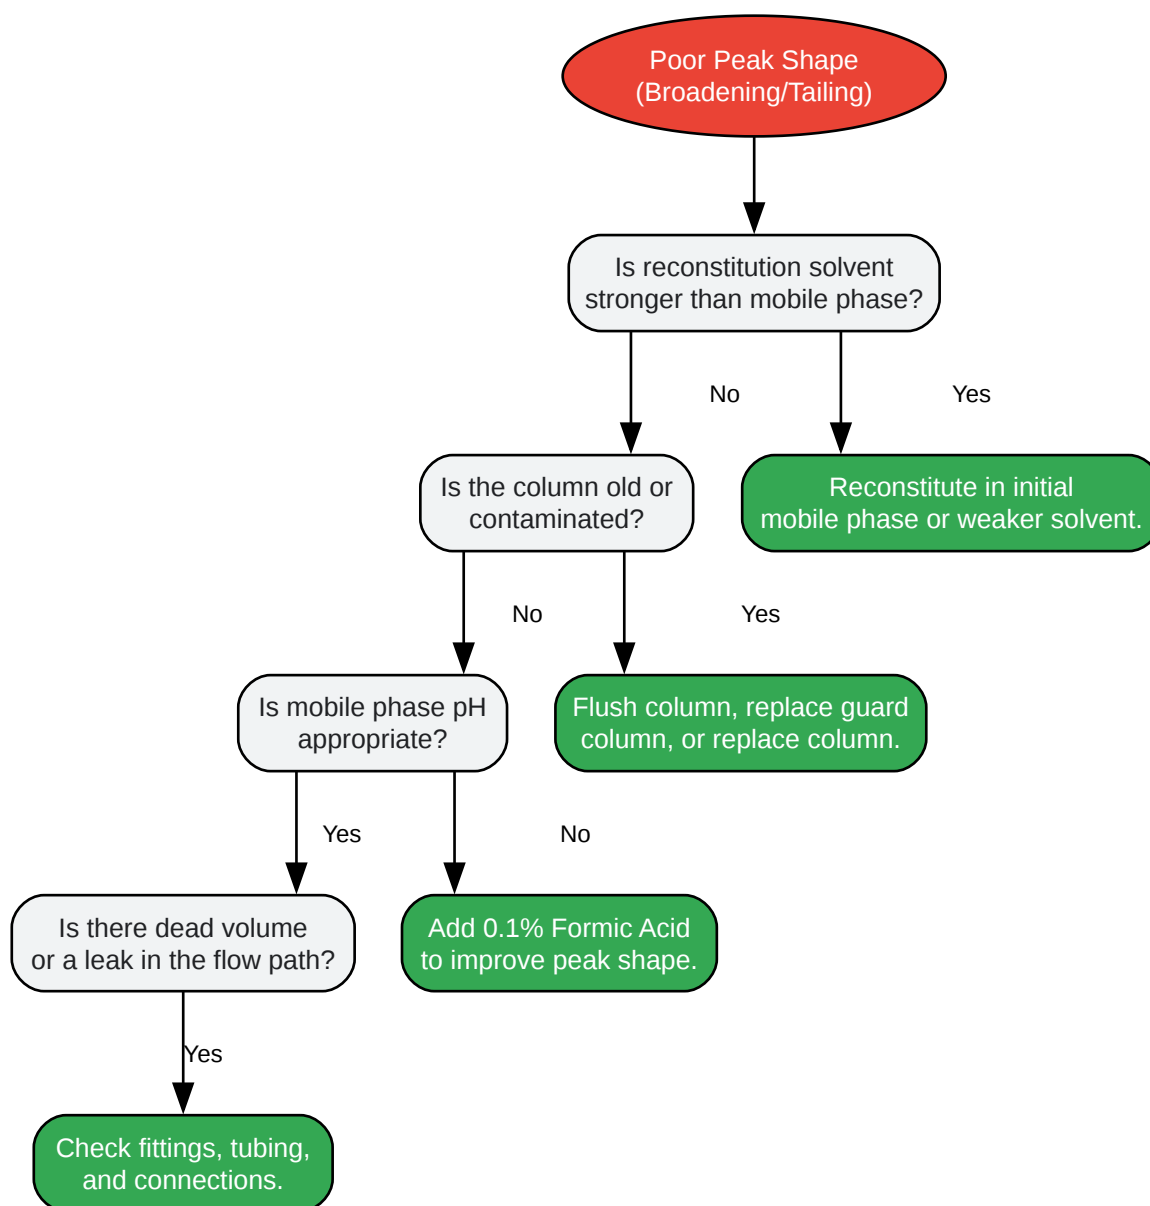 Poor Peak Shape
(Broadening/Tailing)
Is reconstitution solvent
stronger than mobile phase?
No
Yes
Is the column old or
contaminated?
Reconstitute in initial
mobile phase or weaker solvent.
No
Yes
Is mobile phase pH
appropriate?
Flush column, replace guard
column, or replace column.
Yes
No
Is there dead volume
or a leak in the flow path?
Add 0.1% Formic Acid
to improve peak shape.
Yes
Check fittings, tubing,
and connections.